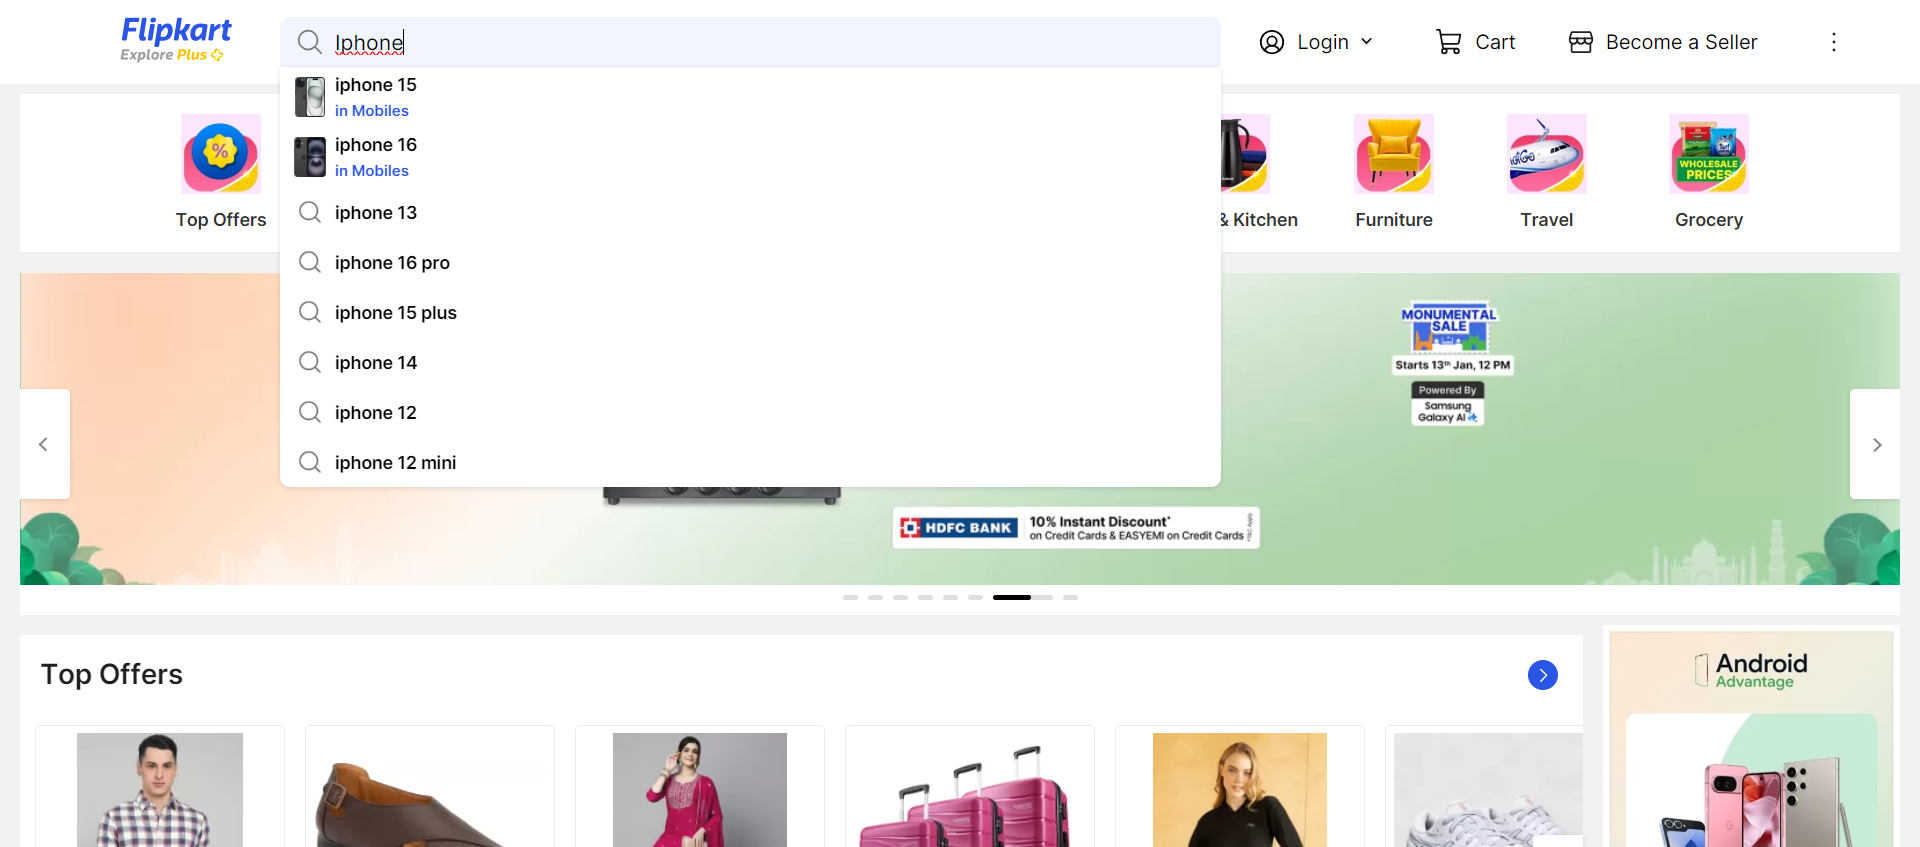 Flipkart
Explore Plus
Iphone
Login
Cart
Become a Seller
iphone 15
in Mobiles
iphone 16
in Mobiles
iphone 13
iphone 16 pro
iphone 15 plus
iphone 14
iphone 12
iphone 12 mini
%
Top Offers
& Kitchen
Furniture
IndiGo
Travel
WHOLESALE
PRICES
Grocery
MONUMENTAL
SALE
Starts 13th Jan, 12 PM
Powered By
Samsung
Galaxy AI
HDFC BANK
10% Instant Discount*
on Credit Cards & EASYEMI on Credit Cards
*T&C Apply
Top Offers
Android
Advantage